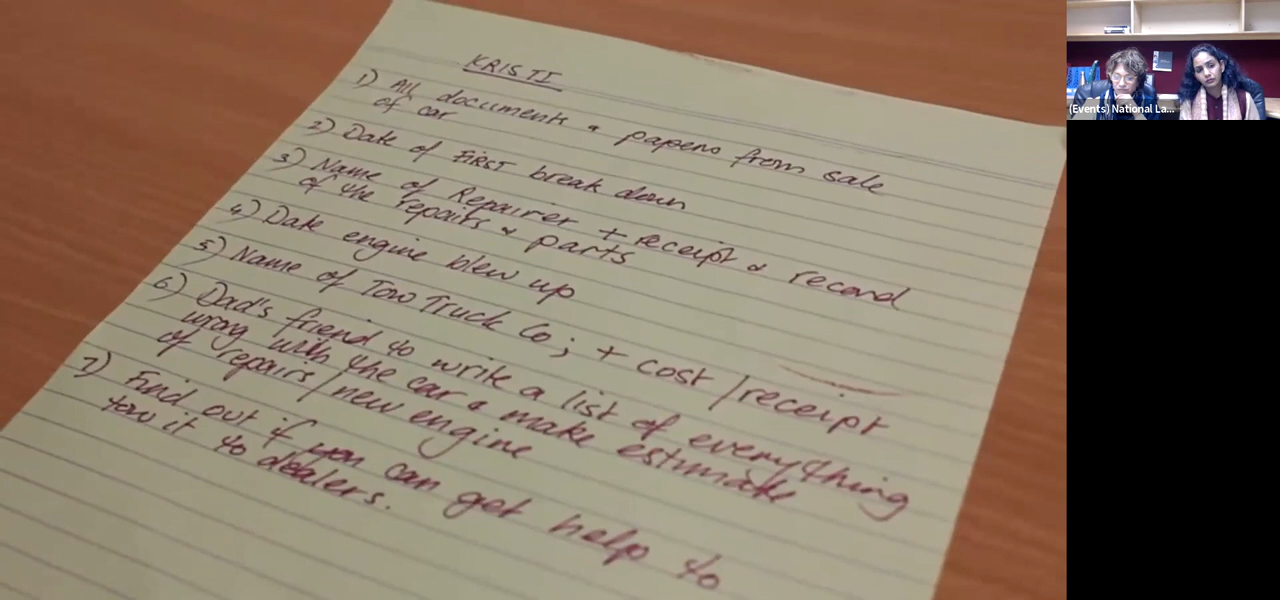 KRISTI
1) All documents & papers from sale
of car
2) Date of FIRST break down
3) Name of Repairer + receipt & record
of the repairs & parts
4) Date engine blew up
5) Name of Tow Truck Co; + cost/receipt
6) Dad's friend to write a list of everything
wrong with the car & make estimate
of repairs/new engine
7) Find out if you can get help to
tow it to dealers.
(Events) National La...